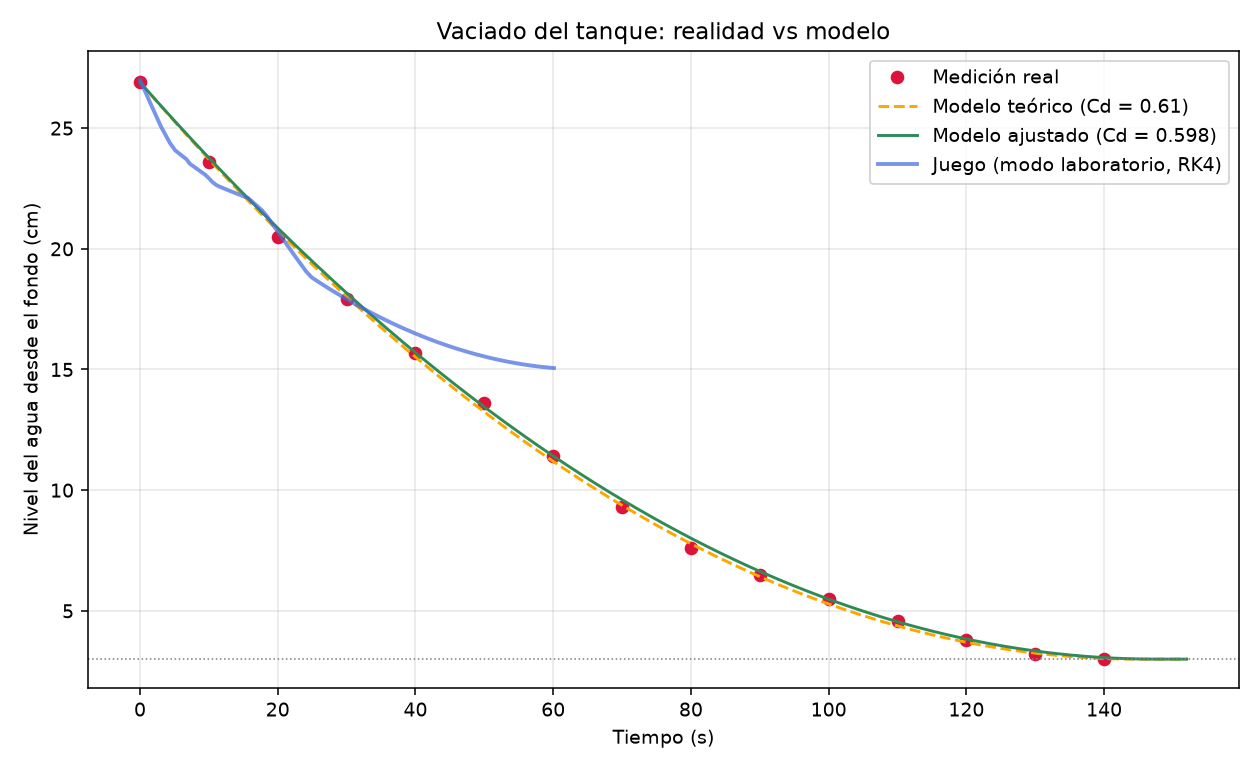 Vaciado del tanque: realidad vs modelo
Medición real
Modelo teórico (Cd = 0.61)
Modelo ajustado (Cd = 0.598)
Juego (modo laboratorio, RK4)
Nivel del agua desde el fondo (cm)
25
20
15
10
5
0 20 40 60 80 100 120 140
Tiempo (s)